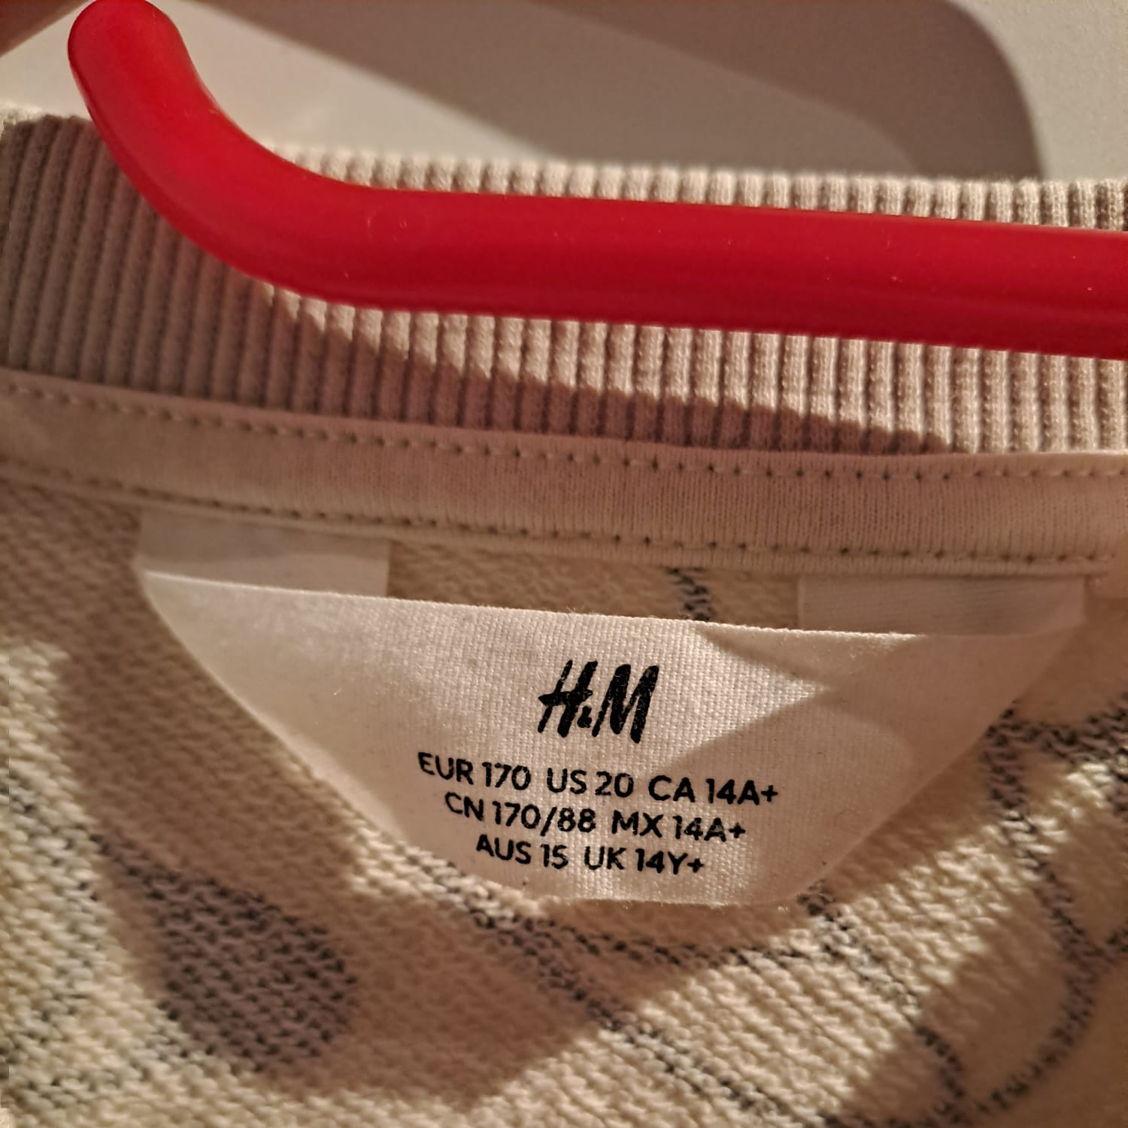 H&M
EUR 170 US 20 CA 14A+
CN 170/88 MX 14A+
AUS 15 UK 14Y+